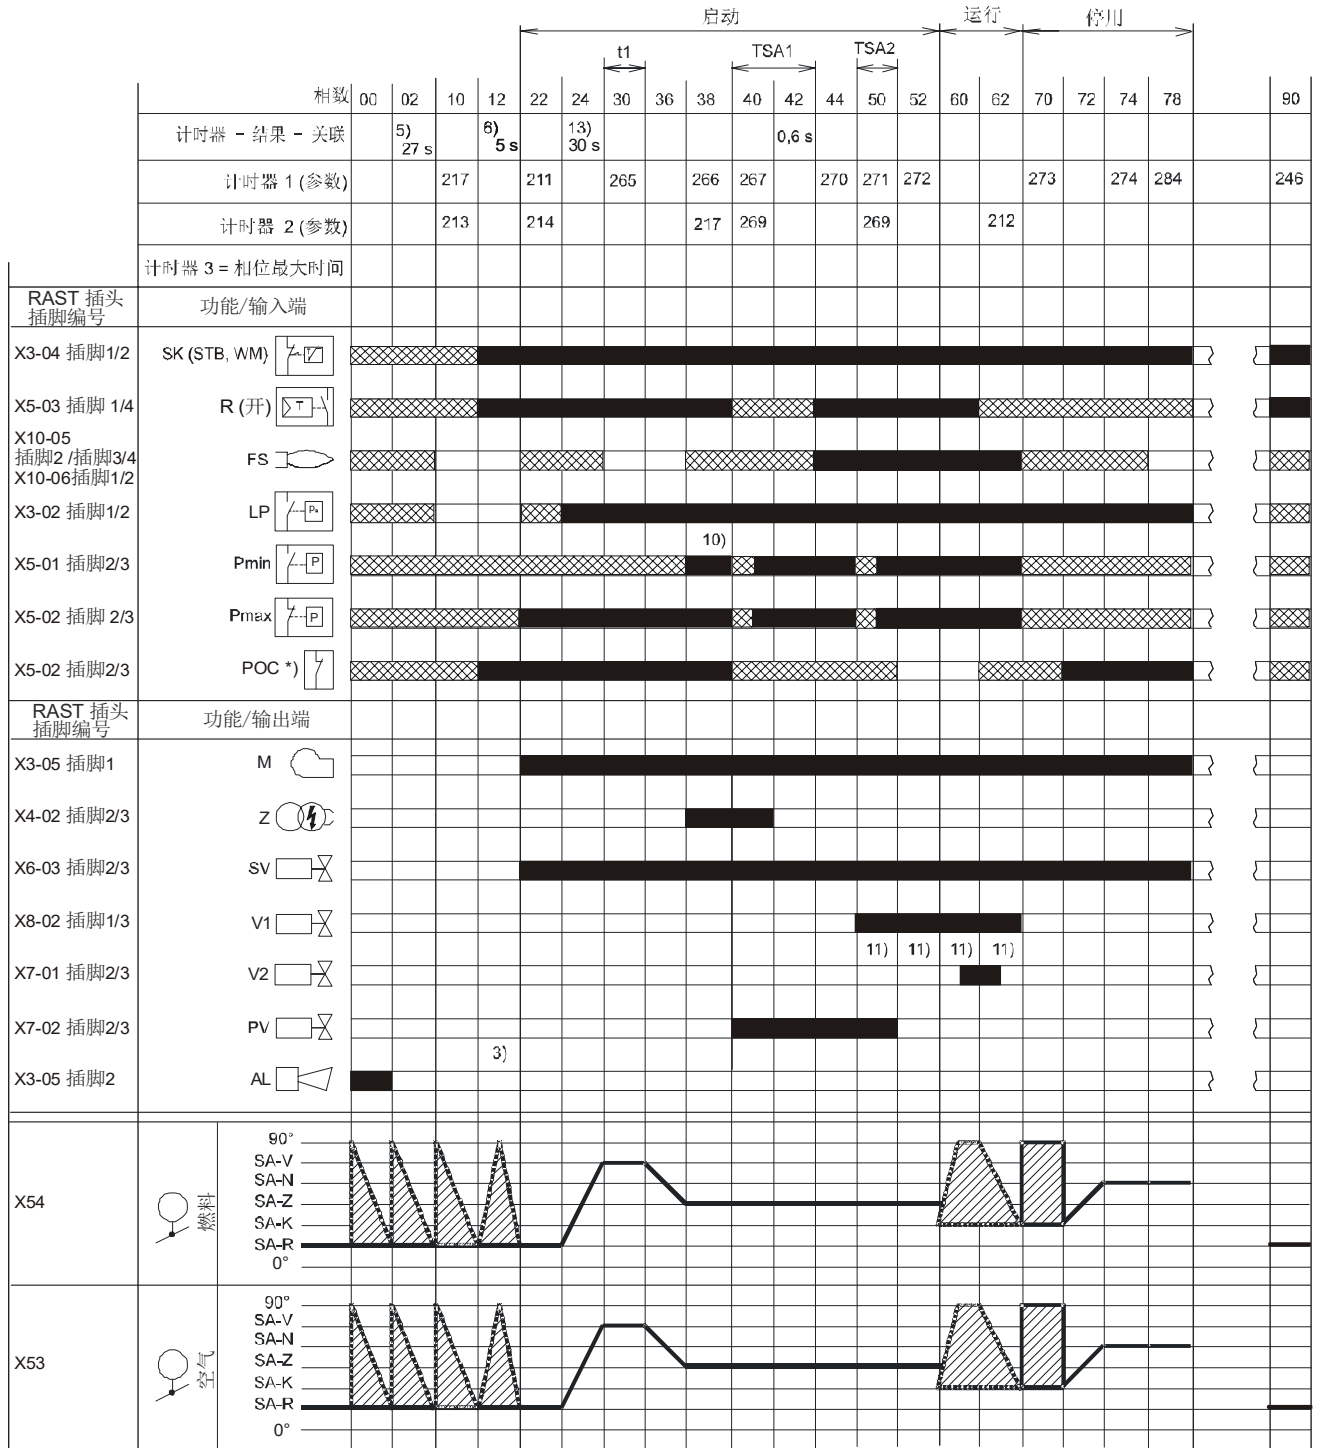 启动 运行 停用
t1 TSA1 TSA2
相数 00 02 10 12 22 24 30 36 38 40 42 44 50 52 60 62 70 72 74 78 90
计时器 - 结果 - 关联 5) 27 s 6) 5 s 13) 30 s 0,6 s
计时器 1 (参数) 217 211 265 266 267 270 271 272 273 274 284 246
计时器 2 (参数) 213 214 217 269 269 212
计时器 3 = 相位最大时间
RAST 插头 功能/输入端
插脚编号
X3-04 插脚1/2 SK (STB, WM)
X5-03 插脚 1/4 R (开) T
X10-05
插脚2 /插脚3/4 FS
X10-06插脚1/2
X3-02 插脚1/2 LP Pa
10)
X5-01 插脚2/3 Pmin P
X5-02 插脚 2/3 Pmax P
X5-02 插脚2/3 POC *)
RAST 插头 功能/输出端
插脚编号
X3-05 插脚1 M
X4-02 插脚2/3 Z
X6-03 插脚2/3 SV
X8-02 插脚1/3 V1
11) 11) 11) 11)
X7-01 插脚2/3 V2
X7-02 插脚2/3 PV
3)
X3-05 插脚2 AL
X54 燃料
90°
SA-V
SA-N
SA-Z
SA-K
SA-R
0°
X53 空气
90°
SA-V
SA-N
SA-Z
SA-K
SA-R
0°